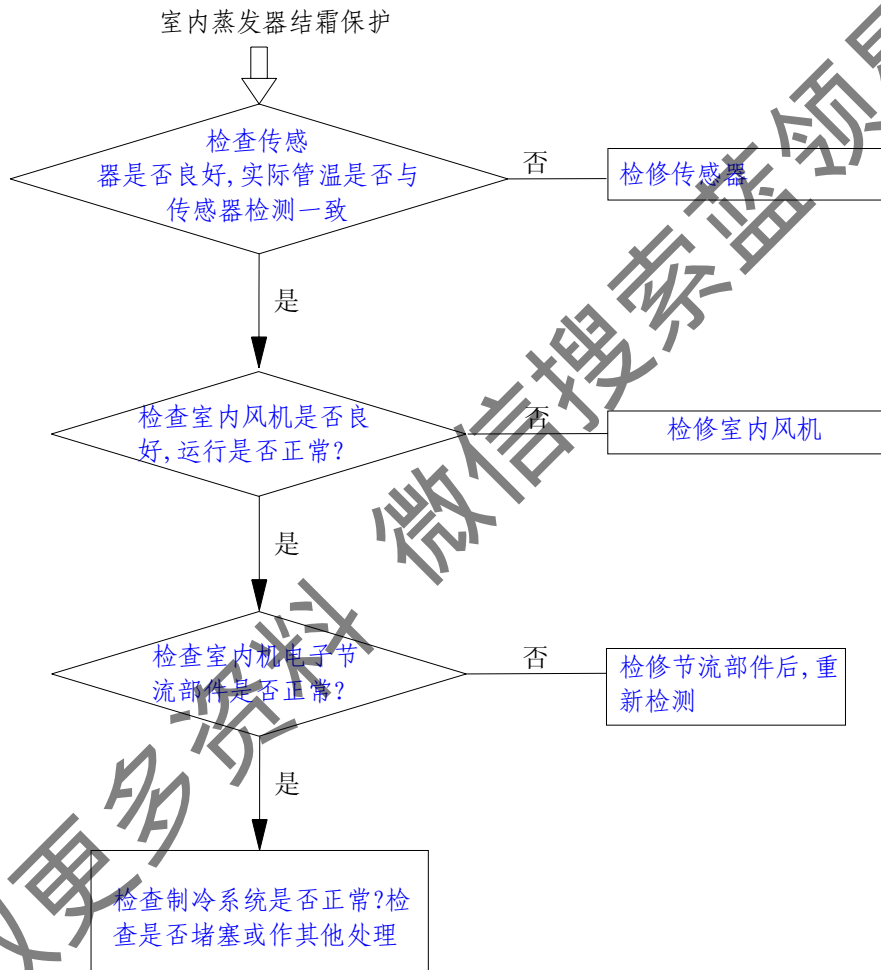 室内蒸发器结霜保护
检查传感
器是否良好,实际管温是否与
传感器检测一致
否
检修传感器
是
检查室内风机是否良
好,运行是否正常?
否
检修室内风机
是
检查室内机电子节
流部件是否正常?
否
检修节流部件后,重
新检测
是
检查制冷系统是否正常?检
查是否堵塞或作其他处理
更多资料 微信搜索蓝领